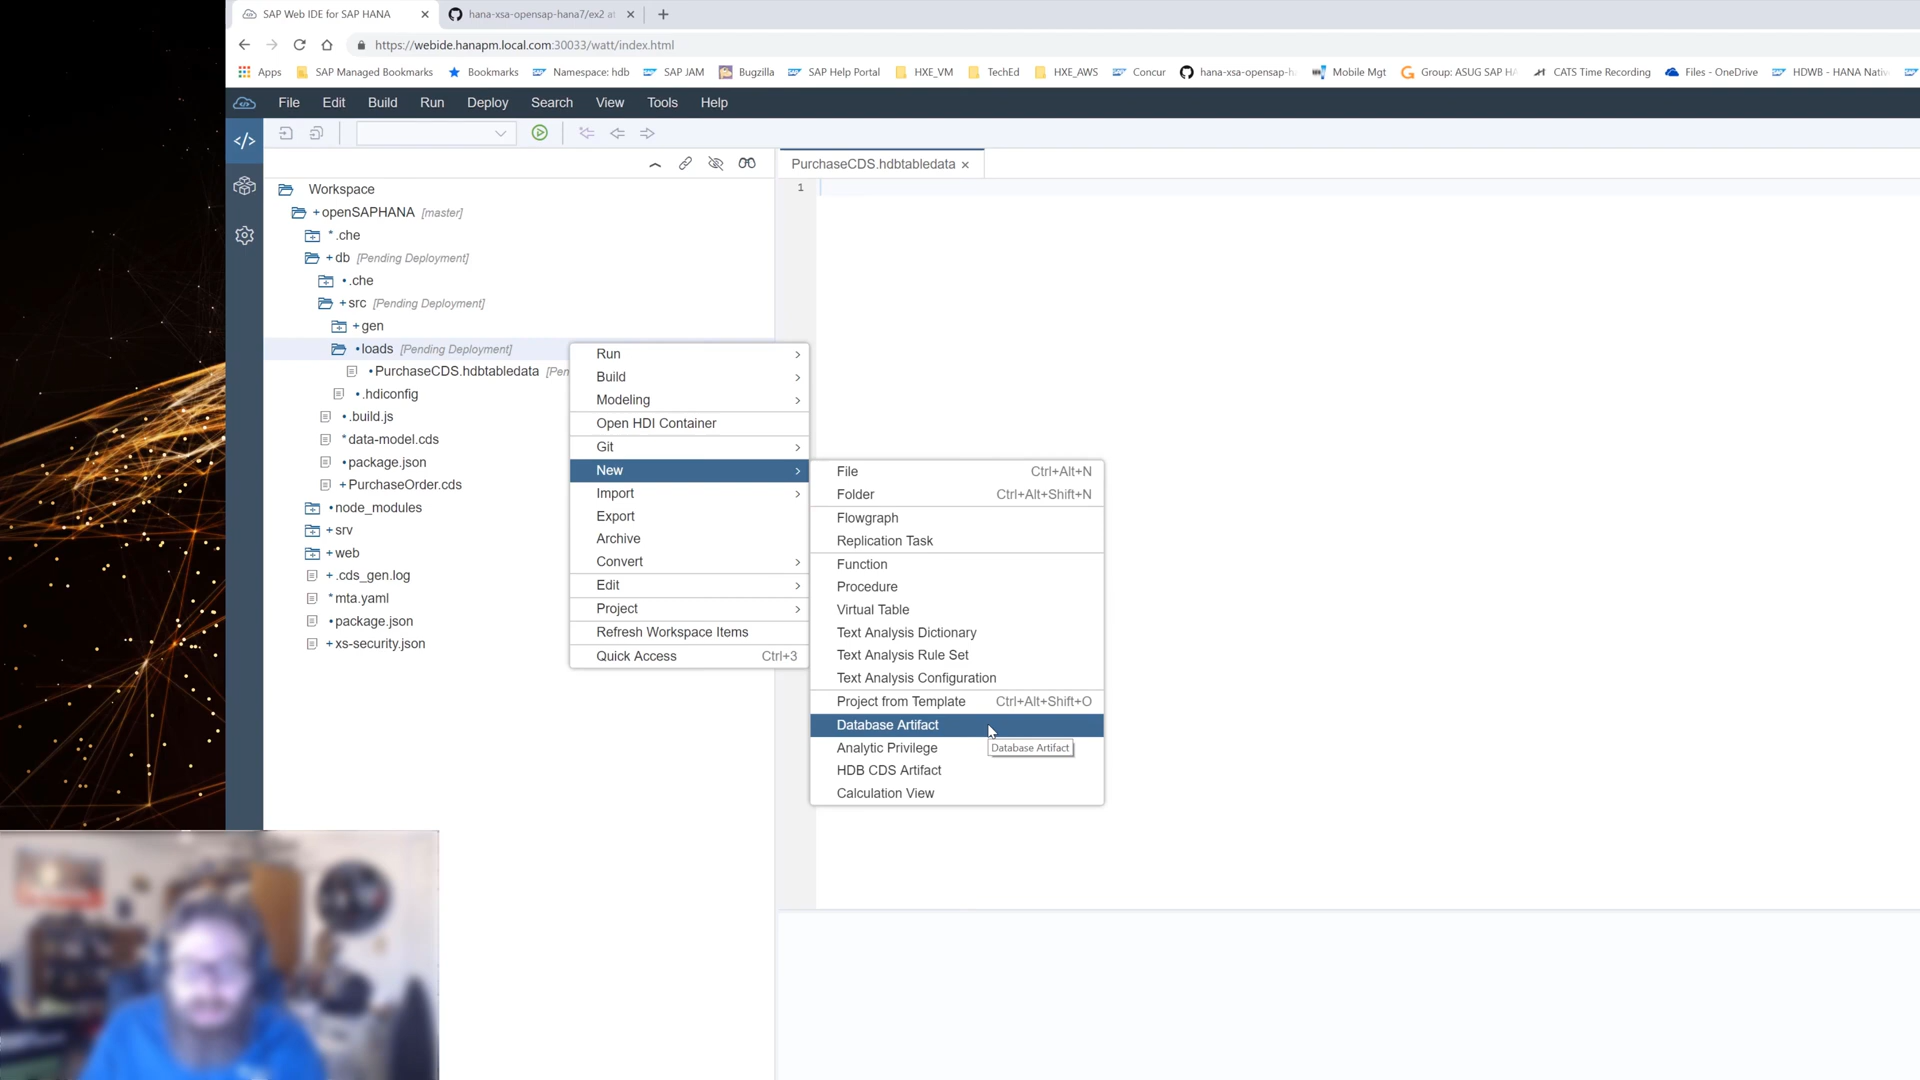 SAP Web IDE for SAP HANA
hana-xsa-opensap-hana7/ex2 at
https://webide.hanapm.local.com:30033/watt/index.html
Apps
SAP Managed Bookmarks
Bookmarks
Namespace: hdb
SAP JAM
Bugzilla
SAP Help Portal
HXE_VM
TechEd
HXE_AWS
Concur
hana-xsa-opensap-h
Mobile Mgt
Group: ASUG SAP H
CATS Time Recording
Files - OneDrive
HDWB - HANA Nativ
File
Edit
Build
Run
Deploy
Search
View
Tools
Help
PurchaseCDS.hdbtabledata ×
1
Workspace
+openSAPHANA [master]
*.che
+db [Pending Deployment]
•.che
+src [Pending Deployment]
+gen
•loads [Pending Deployment]
•PurchaseCDS.hdbtabledata [Pen
•.hdiconfig
•.build.js
*data-model.cds
•package.json
+PurchaseOrder.cds
•node_modules
+srv
+web
+.cds_gen.log
*mta.yaml
•package.json
+xs-security.json
Run
Build
Modeling
Open HDI Container
Git
New
Import
Export
Archive
Convert
Edit
Project
Refresh Workspace Items
Quick Access Ctrl+3
File Ctrl+Alt+N
Folder Ctrl+Alt+Shift+N
Flowgraph
Replication Task
Function
Procedure
Virtual Table
Text Analysis Dictionary
Text Analysis Rule Set
Text Analysis Configuration
Project from Template Ctrl+Alt+Shift+O
Database Artifact
Analytic Privilege
HDB CDS Artifact
Calculation View
Database Artifact